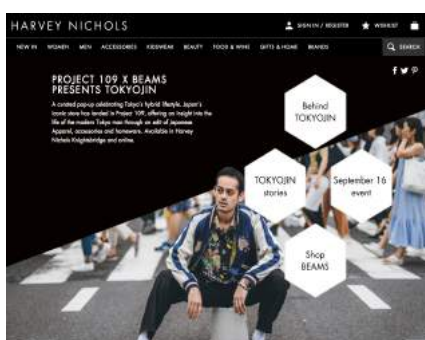 HARVEY NICHOLS
SIGN IN / REGISTER
WISHLIST
NEW IN WOMEN MEN ACCESSORIES KIDSWEAR BEAUTY FOOD & WINE GIFTS & HOME BRANDS
SEARCH
PROJECT 109 X BEAMS
PRESENTS TOKYOJIN
A curated pop-up celebrating Tokyo's hybrid lifestyle, Japan's
iconic store has landed in Project 109, offering an insight into the
life of the modern Tokyo man through an edit of Japanese
Apparel, accessories and homeware. Available in Harvey
Nichols Knightsbridge and online.
Behind
TOKYOJIN
TOKYOJIN
stories
September 16
event
Shop
BEAMS